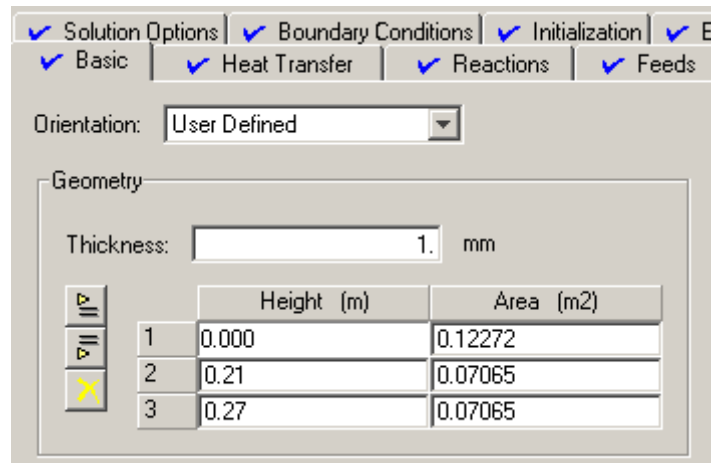 Solution Options Boundary Conditions Initialization E
Basic Heat Transfer Reactions Feeds
Orientation: User Defined
Geometry
Thickness: 1. mm
Height (m) Area (m2)
1 0.000 0.12272
2 0.21 0.07065
3 0.27 0.07065